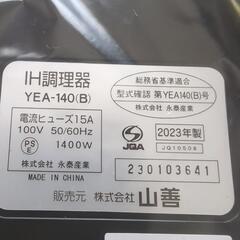 IH調理器
YEA-140(B)
電流ヒューズ15A
100V 50/60Hz
1400W
PSE
株式会社 永泰産業
MADE IN CHINA
総務省基準適合
型式確認 第YEA140(B)号
株式会社 永泰産業
JQA
2023年製
JQ10508
230103641
販売元 株式会社 山善